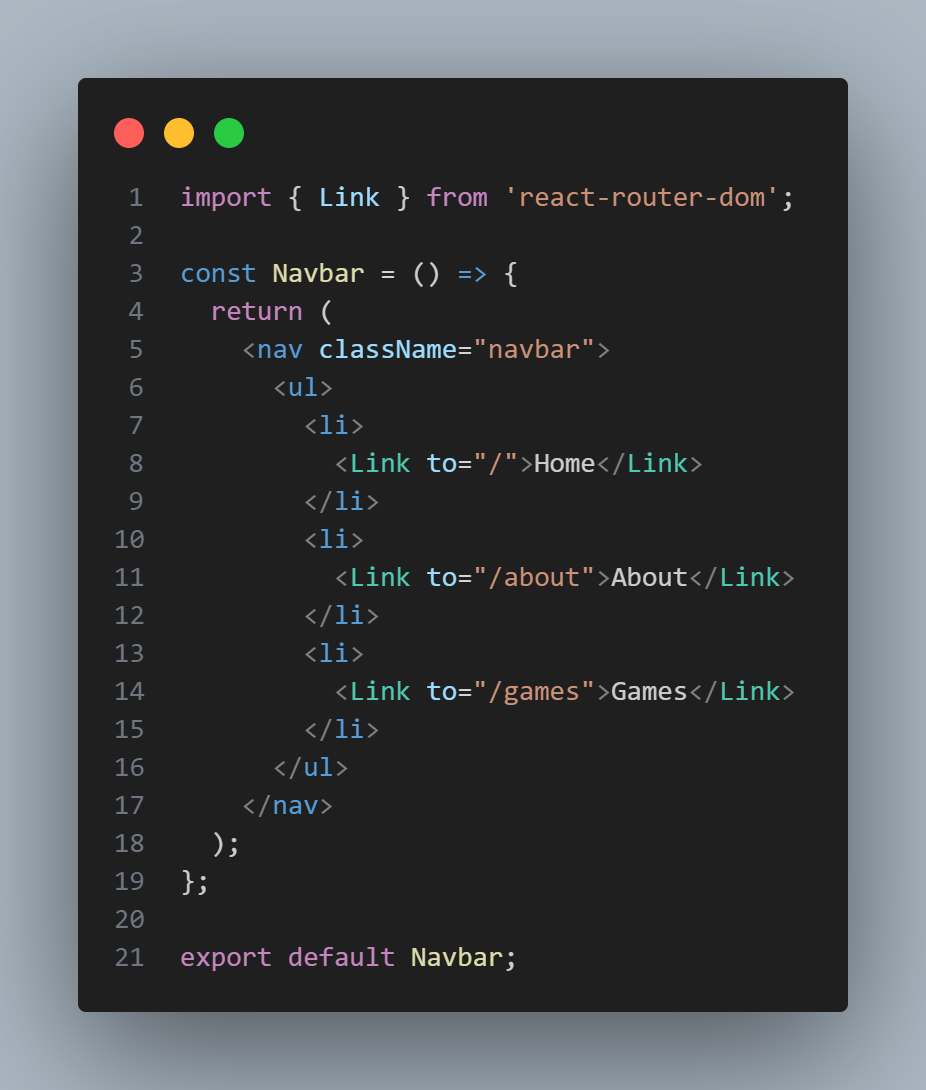 1 import { Link } from 'react-router-dom';
2
3 const Navbar = () => {
4   return (
5     <nav className="navbar">
6       <ul>
7         <li>
8           <Link to="/">Home</Link>
9         </li>
10         <li>
11           <Link to="/about">About</Link>
12         </li>
13         <li>
14           <Link to="/games">Games</Link>
15         </li>
16       </ul>
17     </nav>
18   );
19 };
20
21 export default Navbar;